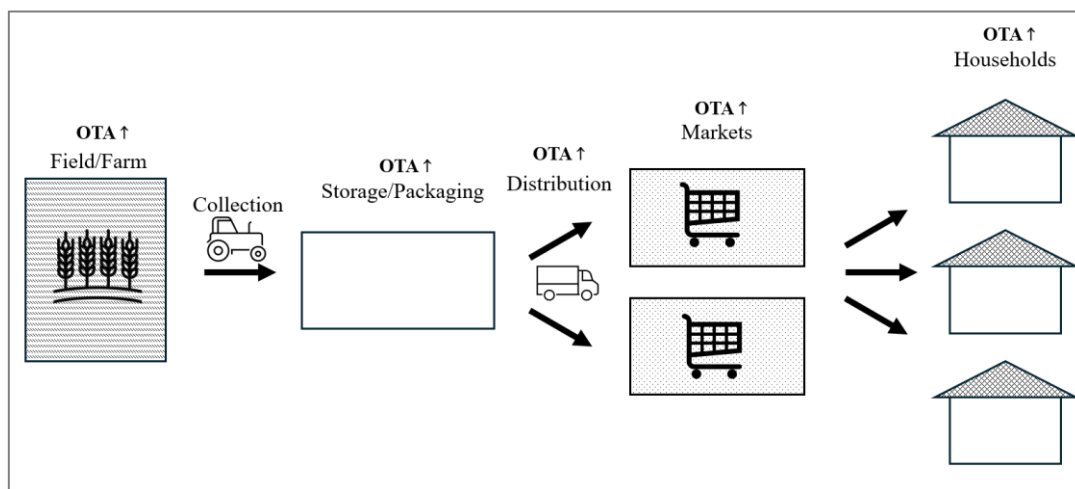 OTA ↑
Field/Farm
Collection
OTA ↑
Storage/Packaging
OTA ↑
Distribution
OTA ↑
Markets
OTA ↑
Households